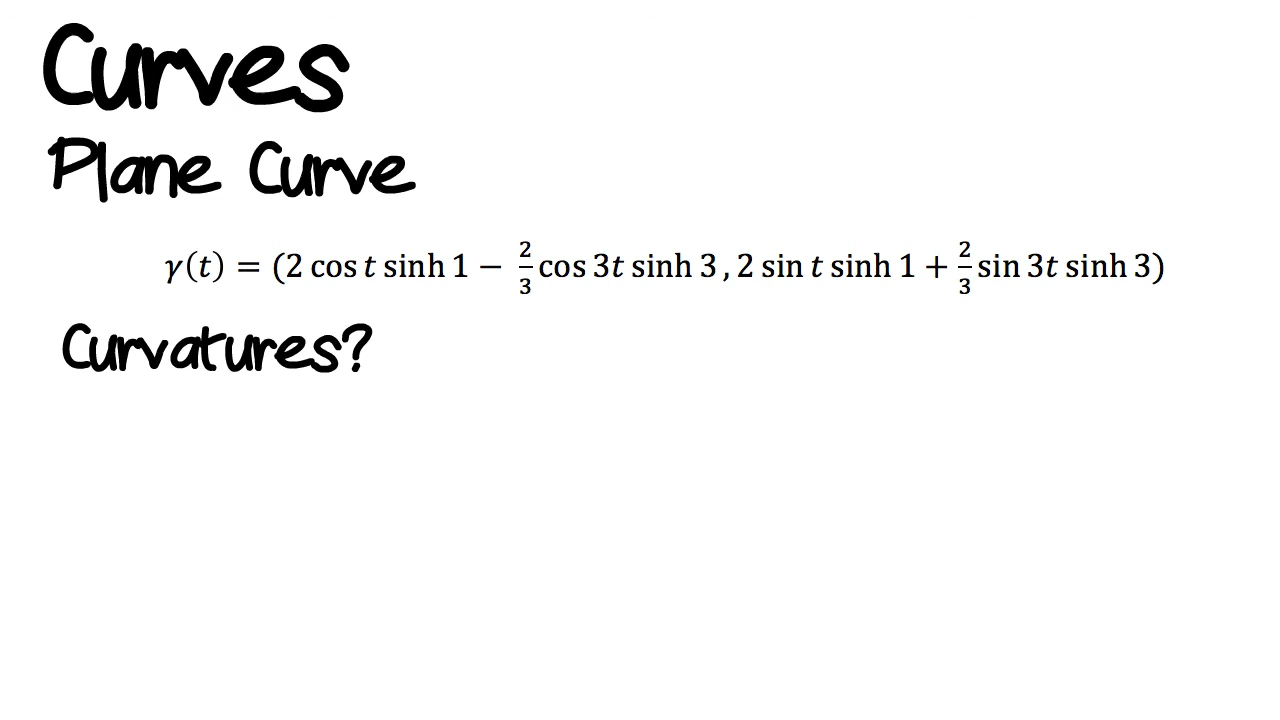 Curves
Plane Curve
γ(t) = (2 cos t sinh 1 − 2/3 cos 3t sinh 3 , 2 sin t sinh 1 + 2/3 sin 3t sinh 3)
Curvatures?